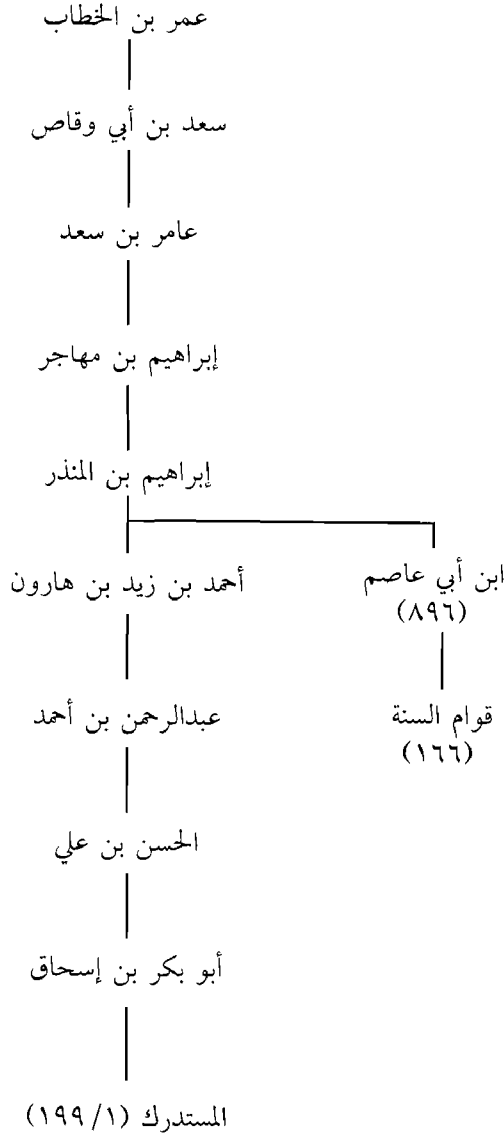 عمر بن الخطاب
سعد بن أبي وقاص
عامر بن سعد
إبراهيم بن مهاجر
إبراهيم بن المنذر
أحمد بن زيد بن هارون
ابن أبي عاصم
(٨٩٦)
عبدالرحمن بن أحمد
قوام السنة
(١٦٦)
الحسن بن علي
أبو بكر بن إسحاق
المستدرك (١/ ١٩٩)